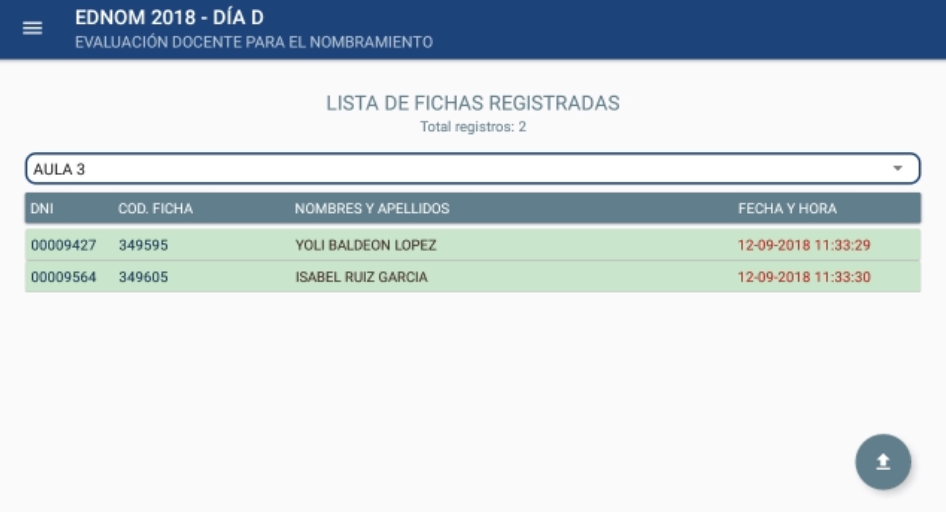 EDNOM 2018 - DÍA D
EVALUACIÓN DOCENTE PARA EL NOMBRAMIENTO
LISTA DE FICHAS REGISTRADAS
Total registros: 2
AULA 3
DNI COD. FICHA NOMBRES Y APELLIDOS FECHA Y HORA
00009427 349595 YOLI BALDEON LOPEZ 12-09-2018 11:33:29
00009564 349605 ISABEL RUIZ GARCIA 12-09-2018 11:33:30